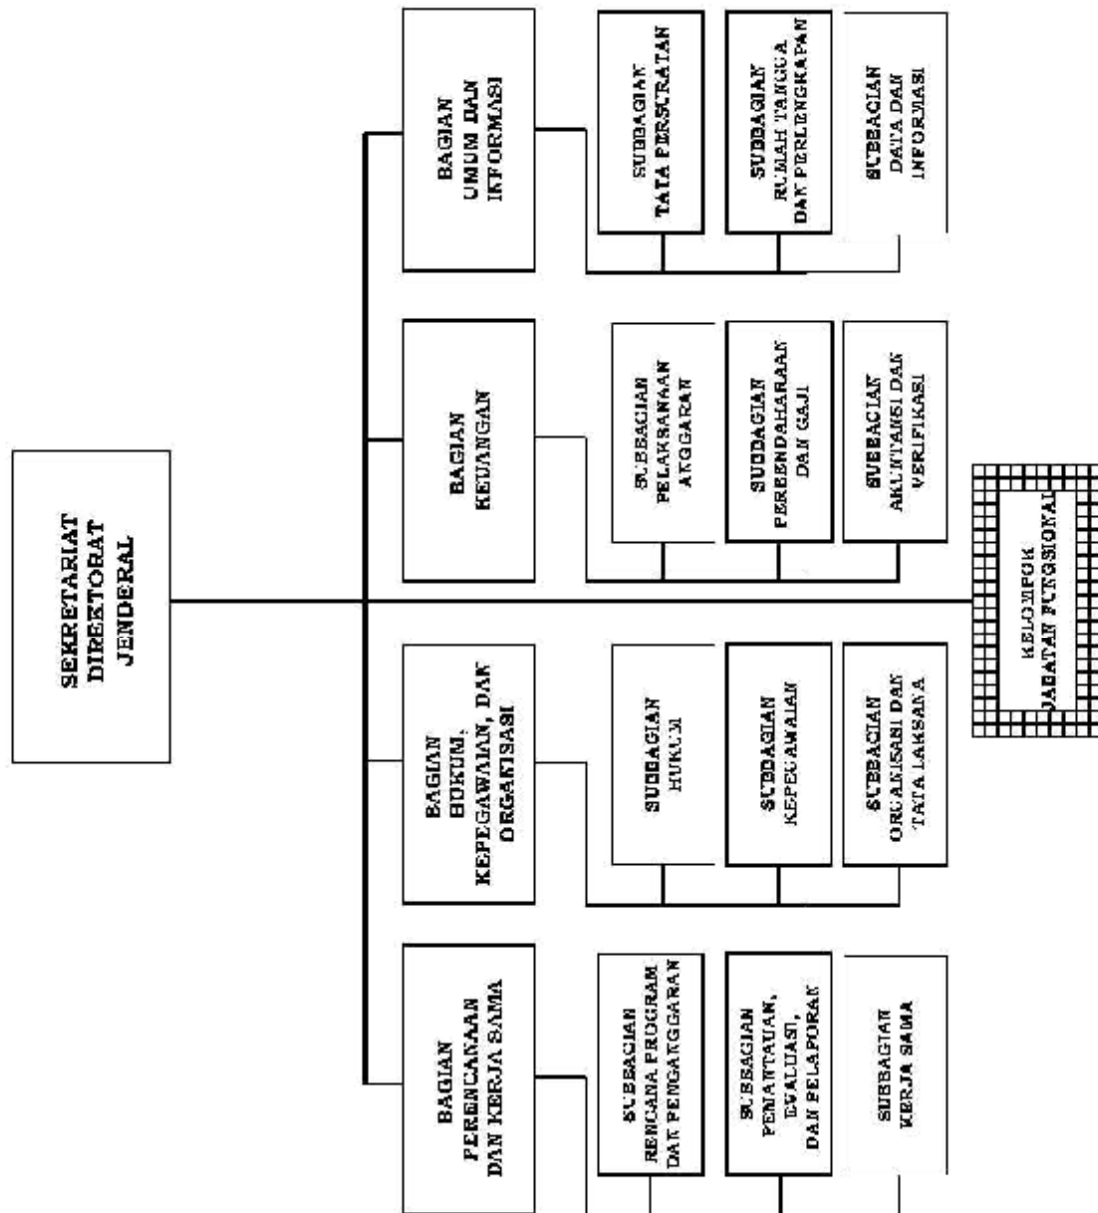 SEKRETARIAT
DIREKTORAT
JENDERAL
BAGIAN
PERENCANAAN
DAN KERJA SAMA
BAGIAN
HUKUM,
KEPEGAWAIAN, DAN
ORGANISASI
BAGIAN
KEUANGAN
BAGIAN
UMUM DAN
INFORMASI
SUBBAGIAN
RENCANA PROGRAM
DAN PENGANGGARAN
SUBBAGIAN
HUKUM
SUBBAGIAN
PELAKSANAAN
ANGGARAN
SUBBAGIAN
TATA PERSURATAN
SUBBAGIAN
PEMANTAUAN,
EVALUASI,
DAN PELAPORAN
SUBBAGIAN
KEPEGAWAIAN
SUBBAGIAN
PERBENDAHARAAN
DAN GAJI
SUBBAGIAN
RUMAH TANGGA
DAN PERLENGKAPAN
SUBBAGIAN
KERJA SAMA
SUBBAGIAN
ORGANISASI DAN
TATA LAKSANA
SUBBAGIAN
AKUNTANSI DAN
VERIFIKASI
SUBBAGIAN
DATA DAN
INFORMASI
KELOMPOK
JABATAN FUNGSIONAL